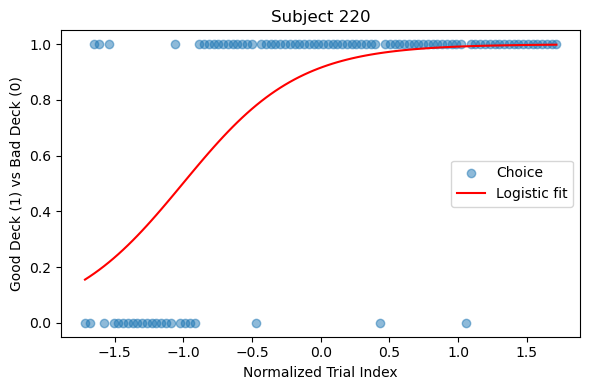 Subject 220
Good Deck (1) vs Bad Deck (0)
1.0
0.8
0.6
0.4
0.2
0.0
Choice
Logistic fit
−1.5 −1.0 −0.5 0.0 0.5 1.0 1.5
Normalized Trial Index